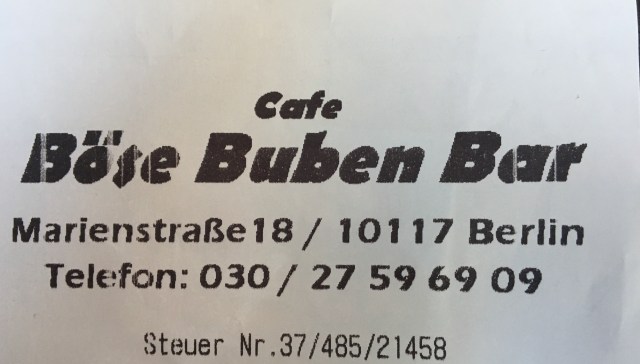 Cafe
Böse Buben Bar
Marienstraße18 / 10117 Berlin
Telefon: 030 / 27 59 69 09
Steuer Nr.37/485/21458